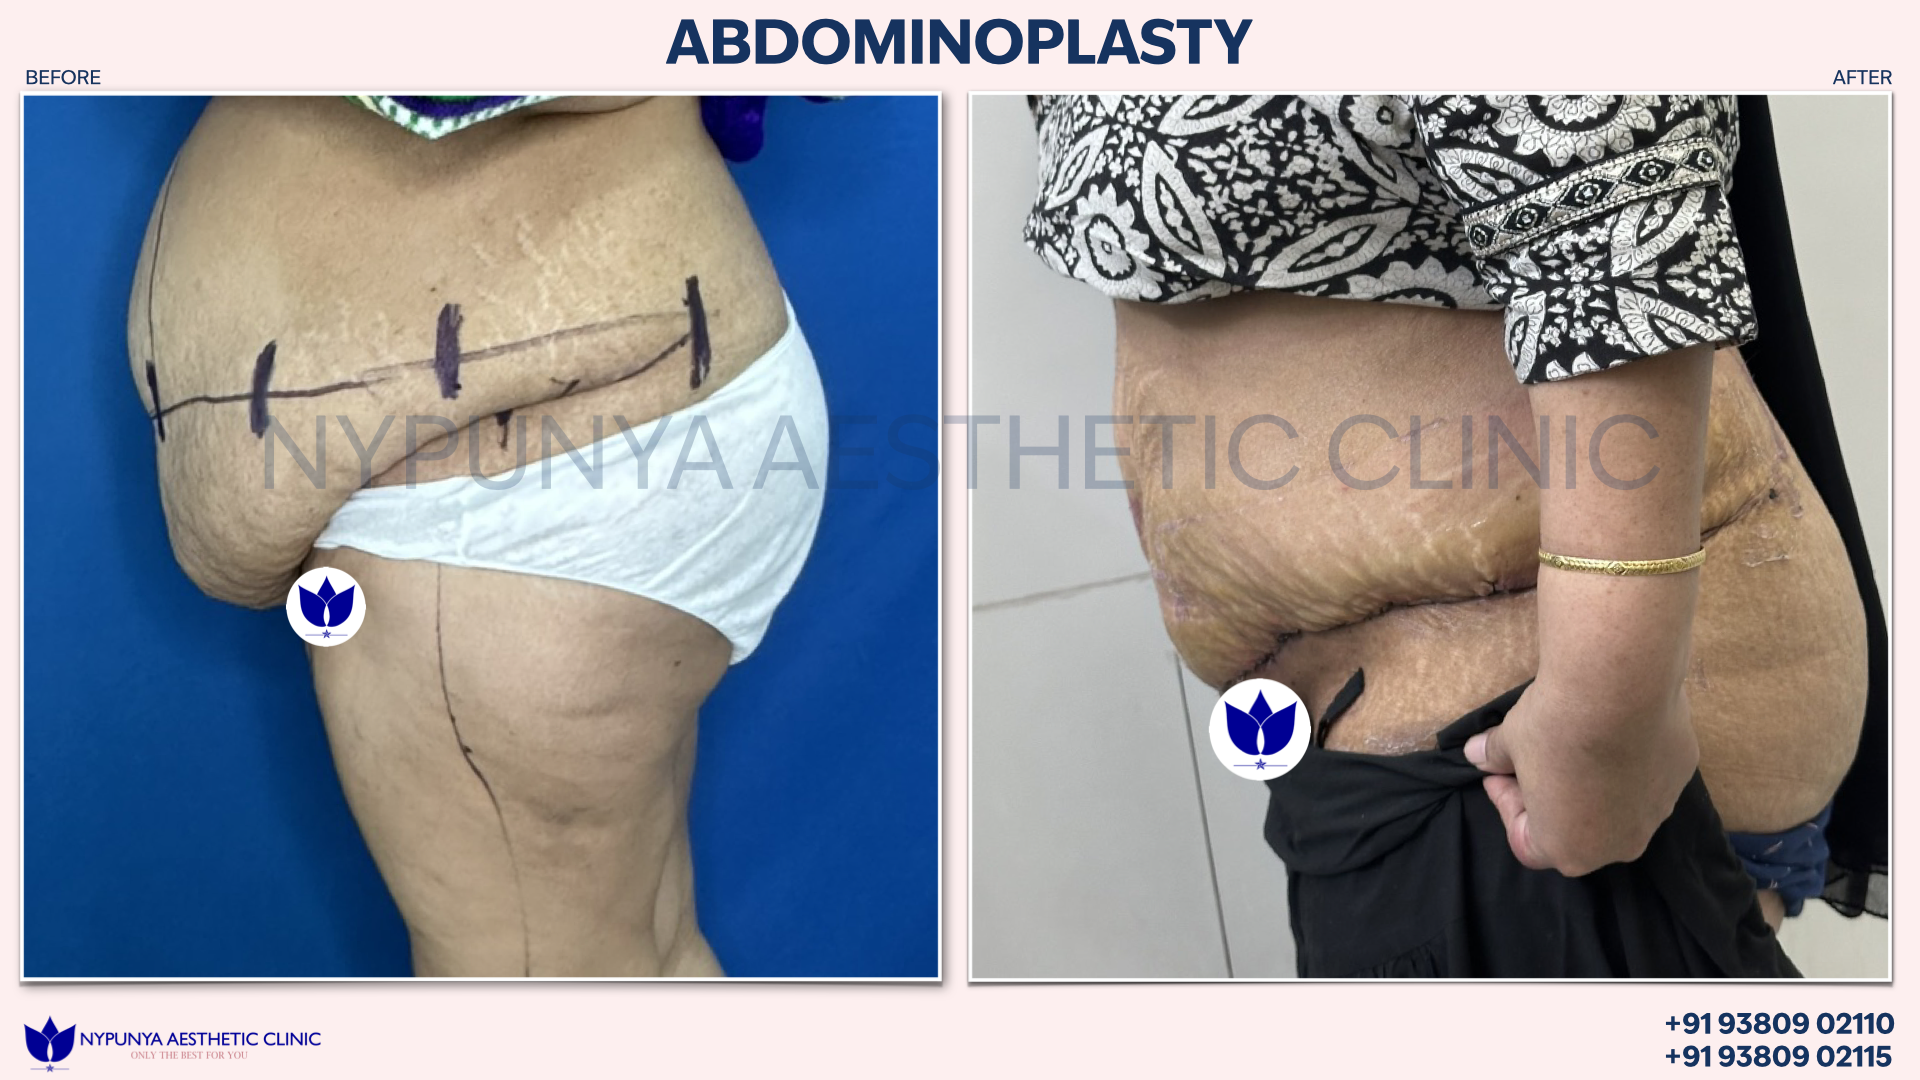 ABDOMINOPLASTY
BEFORE
AFTER
NYPUNYA AESTHETIC CLINIC
NYPUNYA AESTHETIC CLINIC
ONLY THE BEST FOR YOU
+91 93809 02110
+91 93809 02115